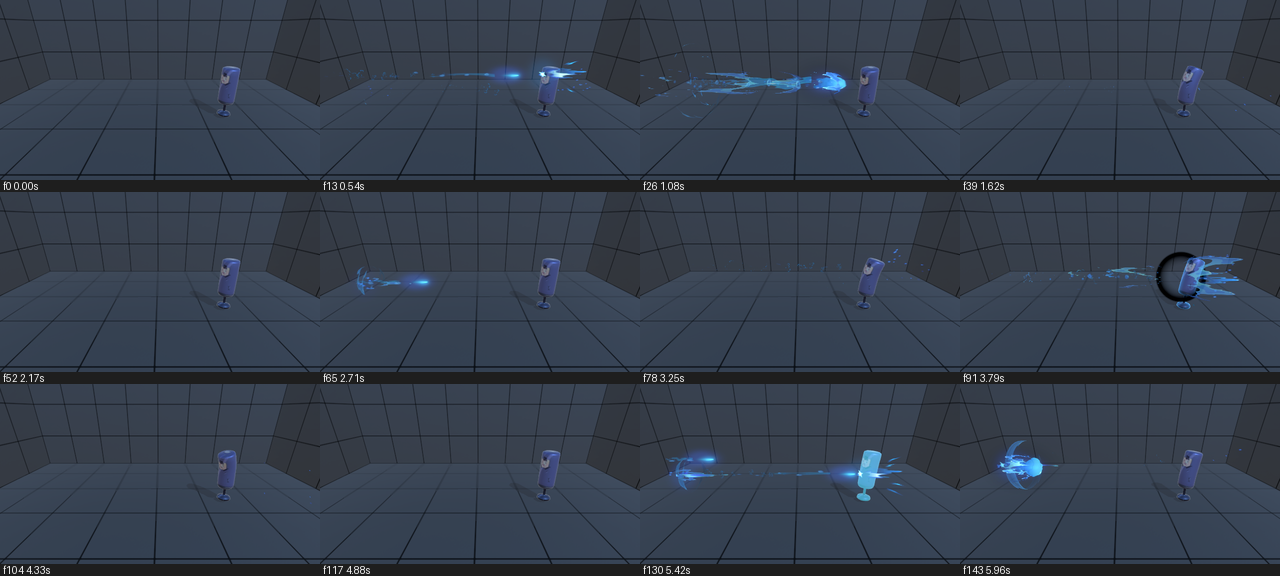 f0 0.00s
f13 0.54s
f26 1.08s
f39 1.62s
f52 2.17s
f65 2.71s
f78 3.25s
f91 3.79s
f104 4.33s
f117 4.88s
f130 5.42s
f143 5.96s